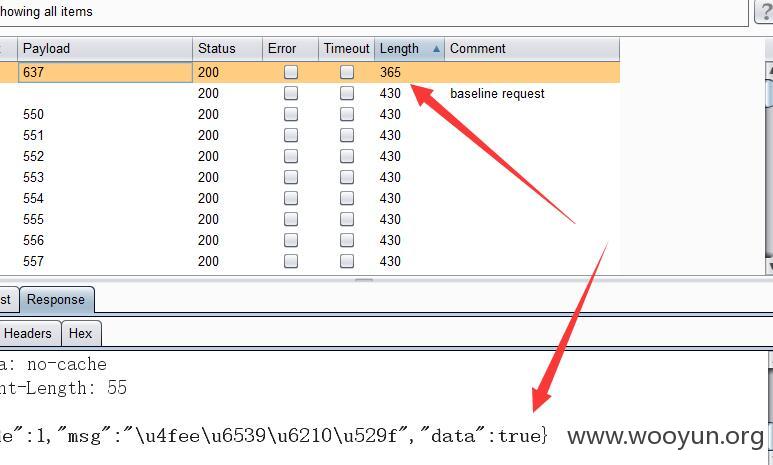 howing all items
?
Payload Status Error Timeout Length Comment
637 200 365
200 430 baseline request
550 200 430
551 200 430
552 200 430
553 200 430
554 200 430
555 200 430
556 200 430
557 200 430
st Response
Headers Hex
a: no-cache
nt-Length: 55
de":1,"msg":"\u4fee\u6539\u6210\u529f","data":true}
www.wooyun.org